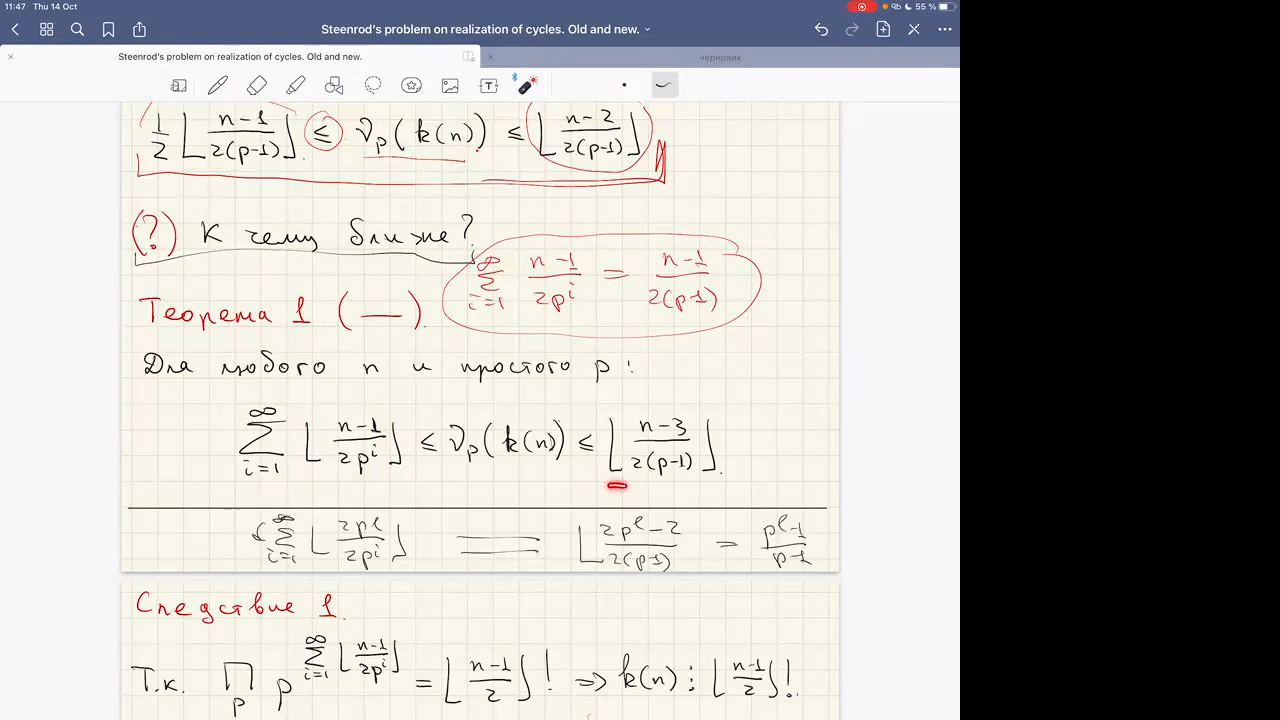 11:47 Thu 14 Oct 55 %
Steenrod's problem on realization of cycles. Old and new.
Steenrod's problem on realization of cycles. Old and new. черновик
1/2 ⌊(n-1)/(2(p-1))⌋ ≤ ν_p(k(n)) ≤ ⌊(n-2)/(2(p-1))⌋
(?) К чему ближе?
∑_{i=1}^{∞} (n-1)/(2p^i) = (n-1)/(2(p-1))
Теорема 1 (—).
Для любого n и простого p:
∑_{i=1}^{∞} ⌊(n-1)/(2p^i)⌋ ≤ ν_p(k(n)) ≤ ⌊(n-3)/(2(p-1))⌋.
∑_{i=1}^{∞} ⌊2p^l/(2p^i)⌋ = ⌊(2p^l-2)/(2(p-1))⌋ = (p^l-1)/(p-1)
Следствие 1.
Т.к. ∏_p p^{∑_{i=1}^{∞} ⌊(n-1)/(2p^i)⌋} = ⌊(n-1)/2⌋! ⇒ k(n) ⋮ ⌊(n-1)/2⌋!